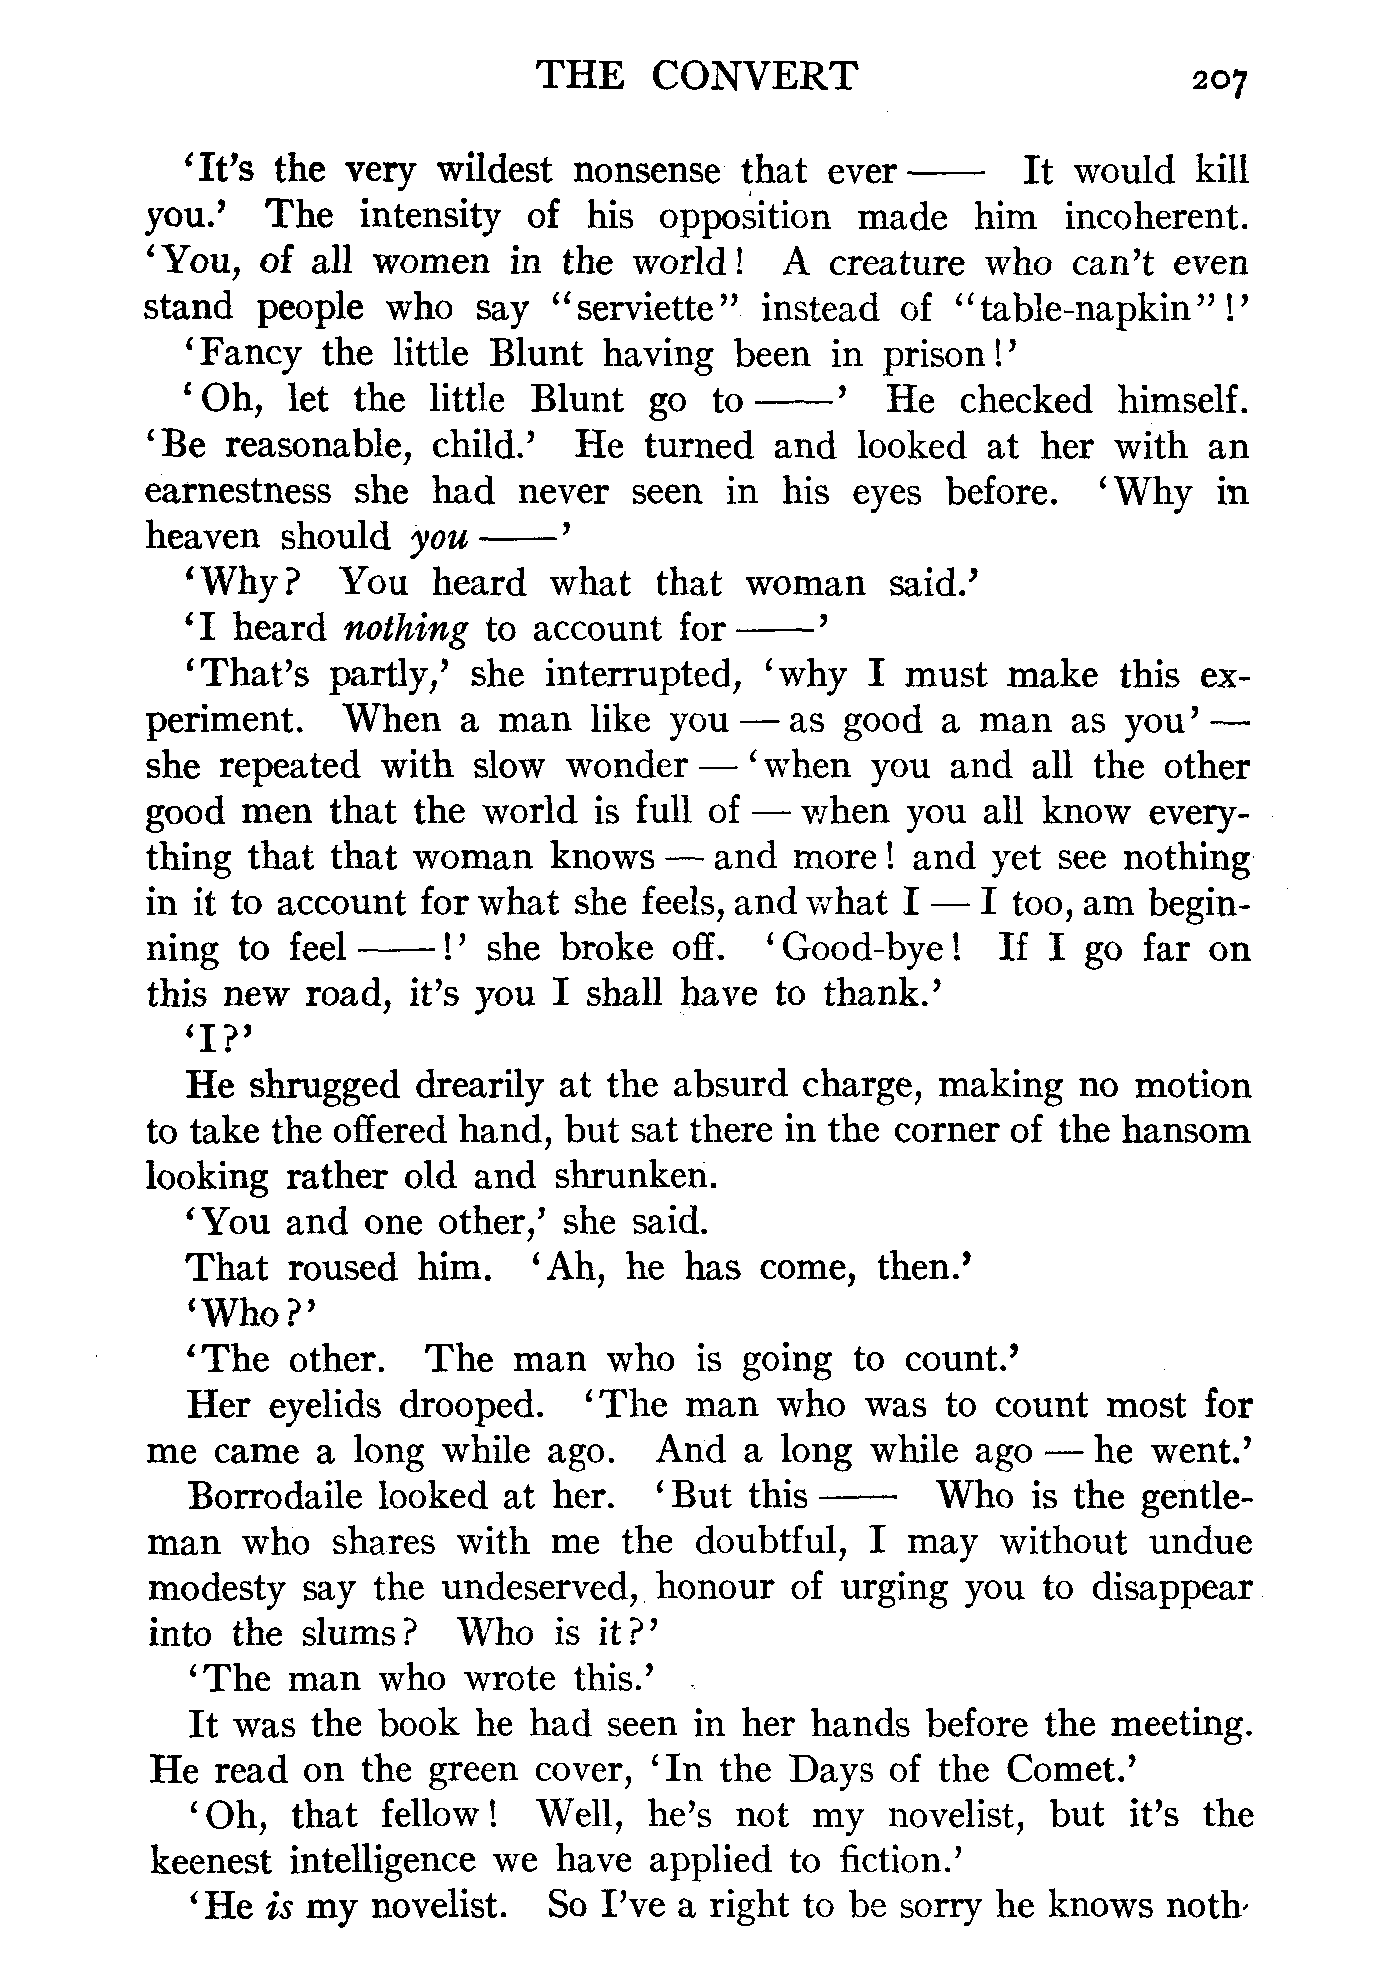 THE CONVERT 207
‘It’s the very wildest nonsense that ever —— It would kill
you.’ The intensity of his opposition made him incoherent.
‘You, of all women in the world! A creature who can’t even
stand people who say “serviette” instead of “table-napkin”!’
‘Fancy the little Blunt having been in prison!’
‘Oh, let the little Blunt go to ——’ He checked himself.
‘Be reasonable, child.’ He turned and looked at her with an
earnestness she had never seen in his eyes before. ‘Why in
heaven should you ——’
‘Why? You heard what that woman said.’
‘I heard nothing to account for ——’
‘That’s partly,’ she interrupted, ‘why I must make this ex-
periment. When a man like you — as good a man as you’ —
she repeated with slow wonder — ‘when you and all the other
good men that the world is full of — when you all know every-
thing that that woman knows — and more! and yet see nothing
in it to account for what she feels, and what I — I too, am begin-
ning to feel ——!’ she broke off. ‘Good-bye! If I go far on
this new road, it’s you I shall have to thank.’
‘I?’
He shrugged drearily at the absurd charge, making no motion
to take the offered hand, but sat there in the corner of the hansom
looking rather old and shrunken.
‘You and one other,’ she said.
That roused him. ‘Ah, he has come, then.’
‘Who?’
‘The other. The man who is going to count.’
Her eyelids drooped. ‘The man who was to count most for
me came a long while ago. And a long while ago — he went.’
Borrodaile looked at her. ‘But this —— Who is the gentle-
man who shares with me the doubtful, I may without undue
modesty say the undeserved, honour of urging you to disappear
into the slums? Who is it?’
‘The man who wrote this.’
It was the book he had seen in her hands before the meeting.
He read on the green cover, ‘In the Days of the Comet.’
‘Oh, that fellow! Well, he’s not my novelist, but it’s the
keenest intelligence we have applied to fiction.’
‘He is my novelist. So I’ve a right to be sorry he knows noth-